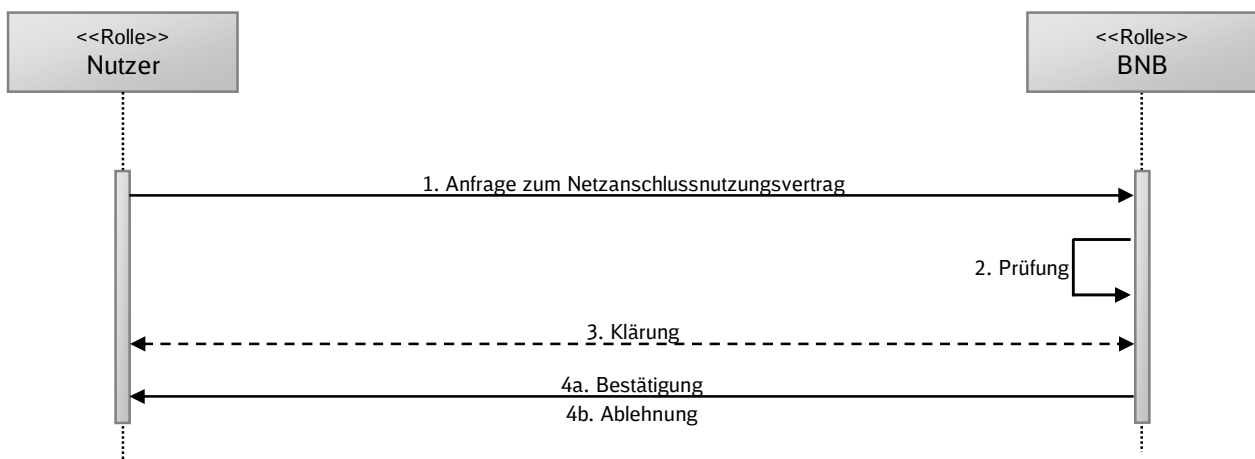 <<Rolle>>
Nutzer
<<Rolle>>
BNB
1. Anfrage zum Netzanschlussnutzungsvertrag
2. Prüfung
3. Klärung
4a. Bestätigung
4b. Ablehnung